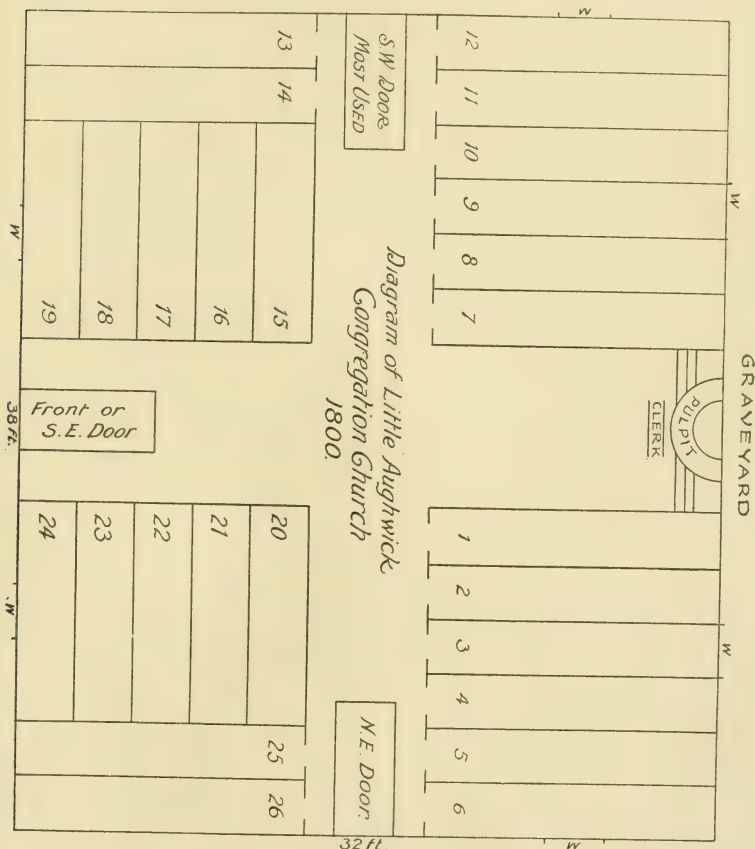 GRAVEYARD
W
W
W
W
W
W
12
11
10
9
8
7
PULPIT
CLERK
1
2
3
4
5
6
S.W DOOR
MOST USED
Diagram of Little Aughwick
Congregation Church
1800.
N.E. DOOR.
32 ft
13
14
15
16
17
18
19
Front or
S.E. Door
38 ft.
20
21
22
23
24
25
26